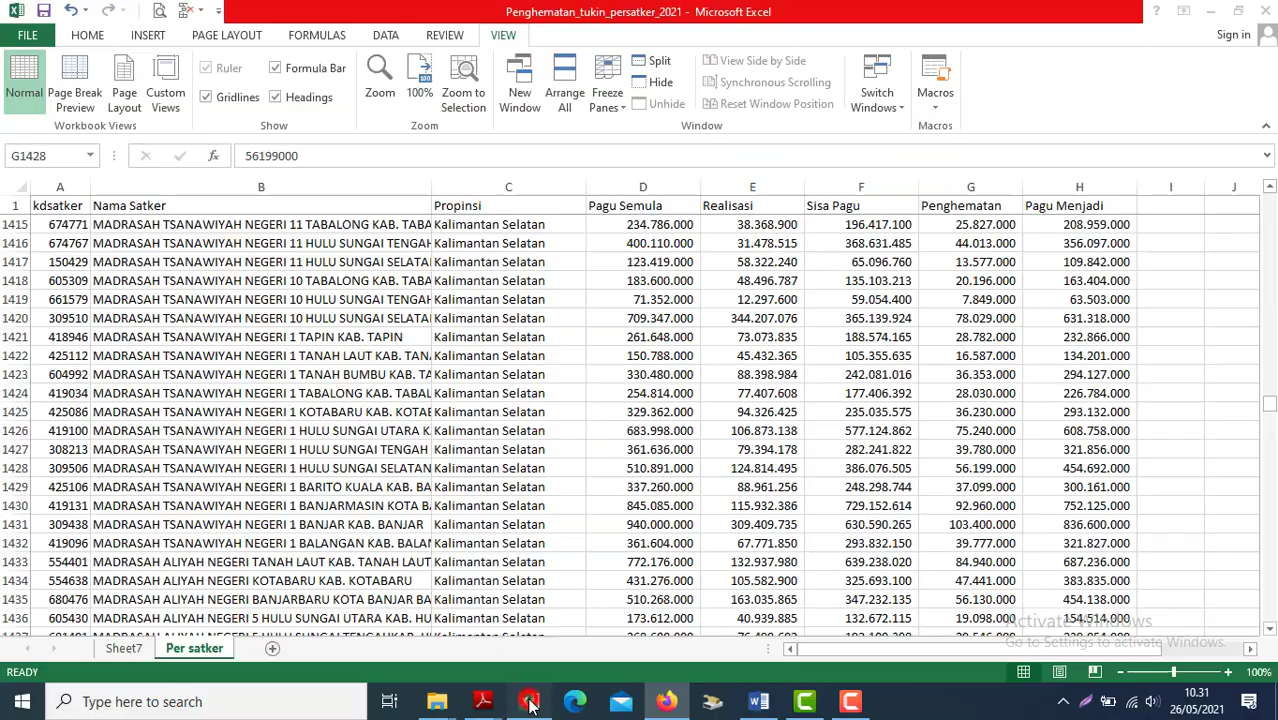 Penghematan_tukin_persatker_2021 - Microsoft Excel
FILE HOME INSERT PAGE LAYOUT FORMULAS DATA REVIEW VIEW Sign in
Normal Page Break Preview Page Layout Custom Views
Ruler Formula Bar
Gridlines Headings
Zoom 100% Zoom to Selection
New Window Arrange All Freeze Panes
Split
Hide
Unhide
View Side by Side
Synchronous Scrolling
Reset Window Position
Switch Windows Macros
Workbook Views Show Zoom Window Macros
G1428 fx 56199000
A B C D E F G H I J
1 kdsatker Nama Satker Propinsi Pagu Semula Realisasi Sisa Pagu Penghematan Pagu Menjadi
1415 674771 MADRASAH TSANAWIYAH NEGERI 11 TABALONG KAB. TABA Kalimantan Selatan 234.786.000 38.368.900 196.417.100 25.827.000 208.959.000
1416 674767 MADRASAH TSANAWIYAH NEGERI 11 HULU SUNGAI TENGAH Kalimantan Selatan 400.110.000 31.478.515 368.631.485 44.013.000 356.097.000
1417 150429 MADRASAH TSANAWIYAH NEGERI 11 HULU SUNGAI SELATA Kalimantan Selatan 123.419.000 58.322.240 65.096.760 13.577.000 109.842.000
1418 605309 MADRASAH TSANAWIYAH NEGERI 10 TABALONG KAB. TABA Kalimantan Selatan 183.600.000 48.496.787 135.103.213 20.196.000 163.404.000
1419 661579 MADRASAH TSANAWIYAH NEGERI 10 HULU SUNGAI TENGAH Kalimantan Selatan 71.352.000 12.297.600 59.054.400 7.849.000 63.503.000
1420 309510 MADRASAH TSANAWIYAH NEGERI 10 HULU SUNGAI SELATA Kalimantan Selatan 709.347.000 344.207.076 365.139.924 78.029.000 631.318.000
1421 418946 MADRASAH TSANAWIYAH NEGERI 1 TAPIN KAB. TAPIN Kalimantan Selatan 261.648.000 73.073.835 188.574.165 28.782.000 232.866.000
1422 425112 MADRASAH TSANAWIYAH NEGERI 1 TANAH LAUT KAB. TANA Kalimantan Selatan 150.788.000 45.432.365 105.355.635 16.587.000 134.201.000
1423 604992 MADRASAH TSANAWIYAH NEGERI 1 TANAH BUMBU KAB. TA Kalimantan Selatan 330.480.000 88.398.984 242.081.016 36.353.000 294.127.000
1424 419034 MADRASAH TSANAWIYAH NEGERI 1 TABALONG KAB. TABAL Kalimantan Selatan 254.814.000 77.407.608 177.406.392 28.030.000 226.784.000
1425 425086 MADRASAH TSANAWIYAH NEGERI 1 KOTABARU KAB. KOTAB Kalimantan Selatan 329.362.000 94.326.425 235.035.575 36.230.000 293.132.000
1426 419100 MADRASAH TSANAWIYAH NEGERI 1 HULU SUNGAI UTARA K Kalimantan Selatan 683.998.000 106.873.138 577.124.862 75.240.000 608.758.000
1427 308213 MADRASAH TSANAWIYAH NEGERI 1 HULU SUNGAI TENGAH Kalimantan Selatan 361.636.000 79.394.178 282.241.822 39.780.000 321.856.000
1428 309506 MADRASAH TSANAWIYAH NEGERI 1 HULU SUNGAI SELATAN Kalimantan Selatan 510.891.000 124.814.495 386.076.505 56.199.000 454.692.000
1429 425106 MADRASAH TSANAWIYAH NEGERI 1 BARITO KUALA KAB. BA Kalimantan Selatan 337.260.000 88.961.256 248.298.744 37.099.000 300.161.000
1430 419131 MADRASAH TSANAWIYAH NEGERI 1 BANJARMASIN KOTA B Kalimantan Selatan 845.085.000 115.932.386 729.152.614 92.960.000 752.125.000
1431 309438 MADRASAH TSANAWIYAH NEGERI 1 BANJAR KAB. BANJAR Kalimantan Selatan 940.000.000 309.409.735 630.590.265 103.400.000 836.600.000
1432 419096 MADRASAH TSANAWIYAH NEGERI 1 BALANGAN KAB. BALAN Kalimantan Selatan 361.604.000 67.771.850 293.832.150 39.777.000 321.827.000
1433 554401 MADRASAH ALIYAH NEGERI TANAH LAUT KAB. TANAH LAUT Kalimantan Selatan 772.176.000 132.937.980 639.238.020 84.940.000 687.236.000
1434 554638 MADRASAH ALIYAH NEGERI KOTABARU KAB. KOTABARU Kalimantan Selatan 431.276.000 105.582.900 325.693.100 47.441.000 383.835.000
1435 680476 MADRASAH ALIYAH NEGERI BANJARBARU KOTA BANJAR BA Kalimantan Selatan 510.268.000 163.035.865 347.232.135 56.130.000 454.138.000
1436 605430 MADRASAH ALIYAH NEGERI 5 HULU SUNGAI UTARA KAB. HU Kalimantan Selatan 173.612.000 40.939.885 132.672.115 19.098.000 154.514.000
Activate Windows
Go to Settings to activate Windows.
Sheet7 Per satker
READY 100%
Type here to search
10.31
26/05/2021